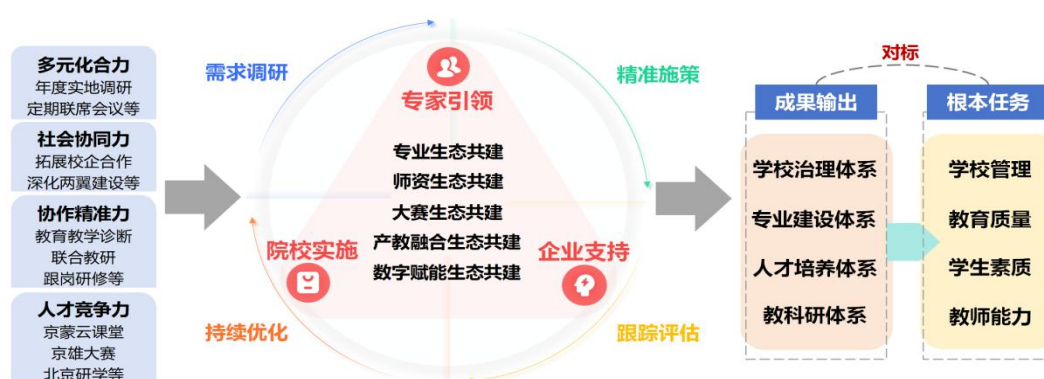 多元化合力
年度实地调研
定期联席会议等
社会协同力
拓展校企合作
深化两翼建设等
协作精准力
教育教学诊断
联合教研
跟岗研修等
人才竞争力
京蒙云课堂
京雄大赛
北京研学等
需求调研
精准施策
专家引领
专业生态共建
师资生态共建
大赛生态共建
产教融合生态共建
数字赋能生态共建
院校实施
企业支持
持续优化
跟踪评估
对标
成果输出
根本任务
学校治理体系
专业建设体系
人才培养体系
教科研体系
学校管理
教育质量
学生素质
教师能力